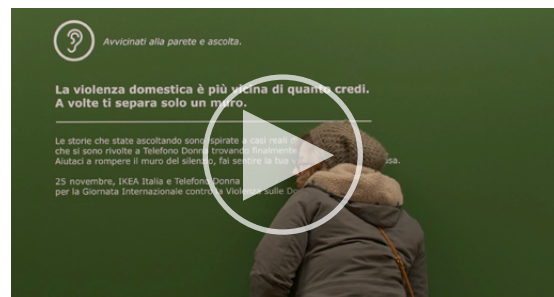 Avvicinati alla parete e ascolta.
La violenza domestica è più vicina di quanto credi.
A volte ti separa solo un muro.
Le storie che state ascoltando sono ispirate a casi reali
che si sono rivolte a Telefono Donna trovando finalmente
Aiutaci a rompere il muro del silenzio, fai sentire la tua
25 novembre, IKEA Italia e Telefono Donna
per la Giornata Internazionale contro la Violenza sulle